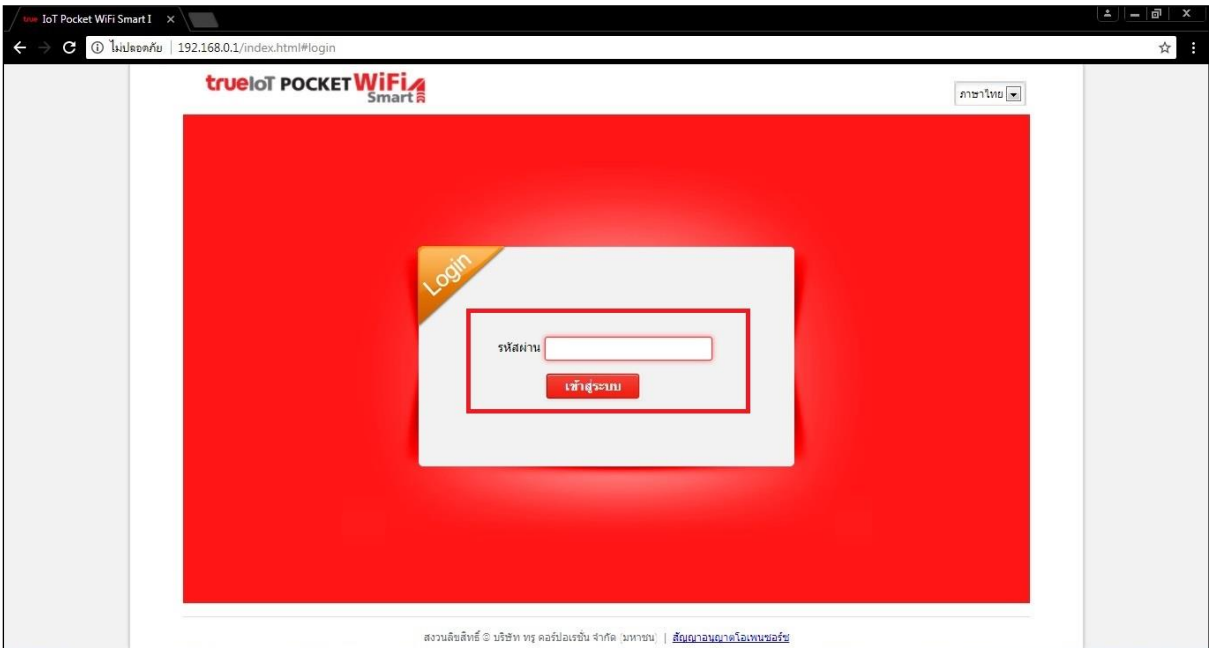 true IoT Pocket WiFi Smart I
ไม่ปลอดภัย | 192.168.0.1/index.html#login
trueIoT POCKET WiFi
Smart
ภาษาไทย
Login
รหัสผ่าน
เข้าสู่ระบบ
สงวนลิขสิทธิ์ © บริษัท ทรู คอร์ปอเรชั่น จำกัด (มหาชน) | สัญญาอนุญาตโอเพนซอร์ซ